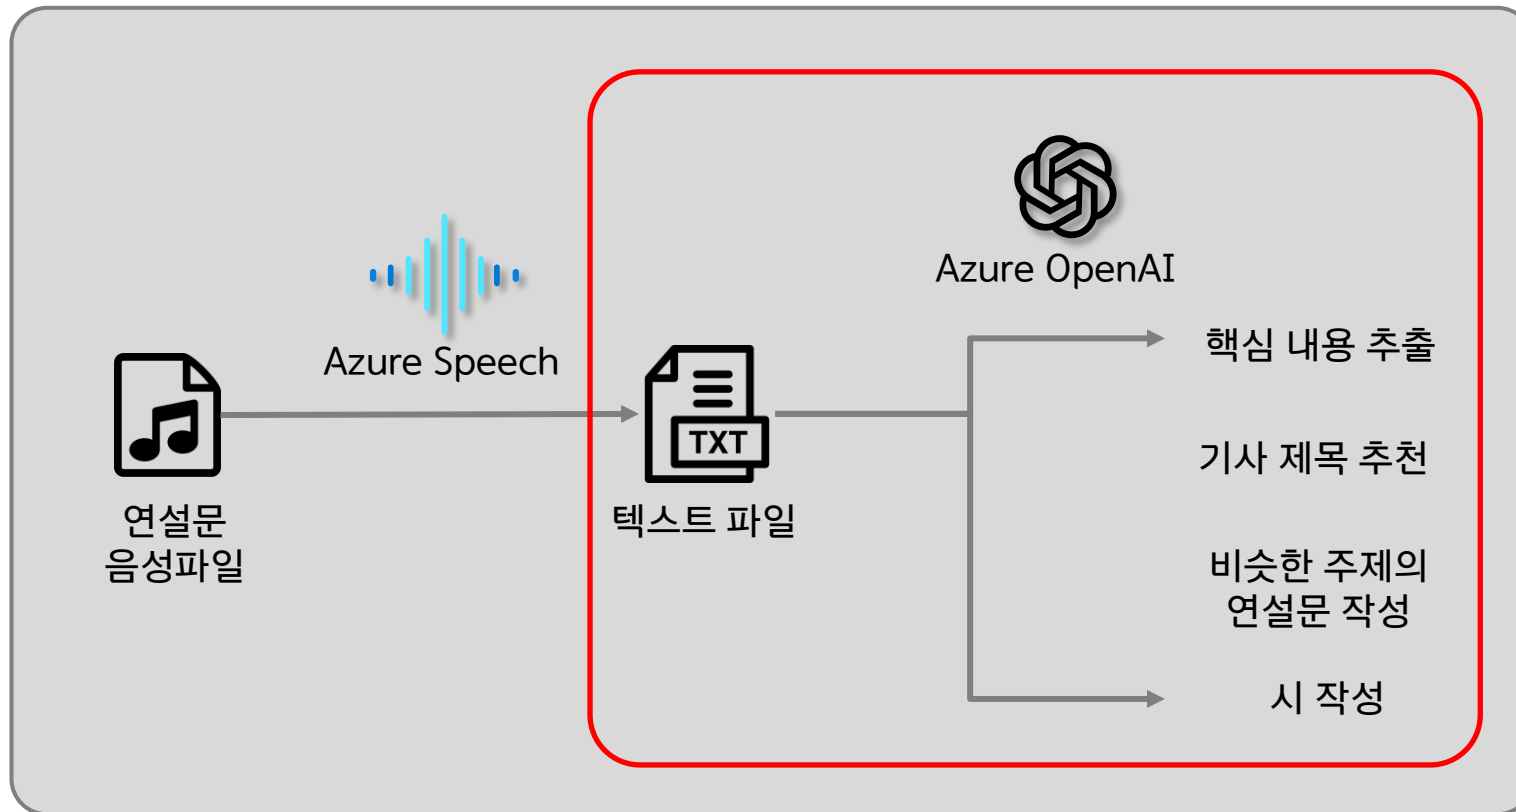 Azure OpenAI
Azure Speech
TXT
연설문
음성파일
텍스트 파일
핵심 내용 추출
기사 제목 추천
비슷한 주제의
연설문 작성
시 작성